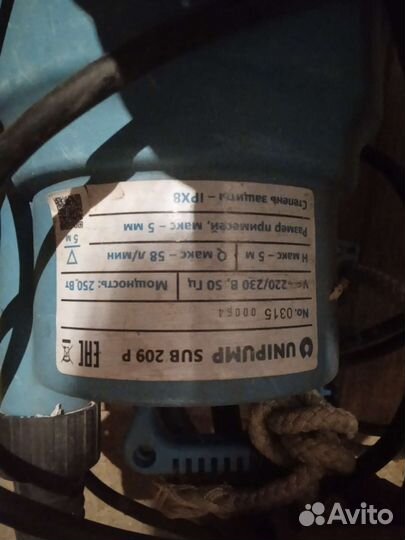 UNIPUMP SUB 209 P
EAC
No. 0315 00064
V~220/230 В, 50 Гц Мощность: 250 Вт
H макс – 5 м Q макс – 58 л/мин
5 м
Размер примесей, макс – 5 мм
Степень защиты – IPX8
Avito